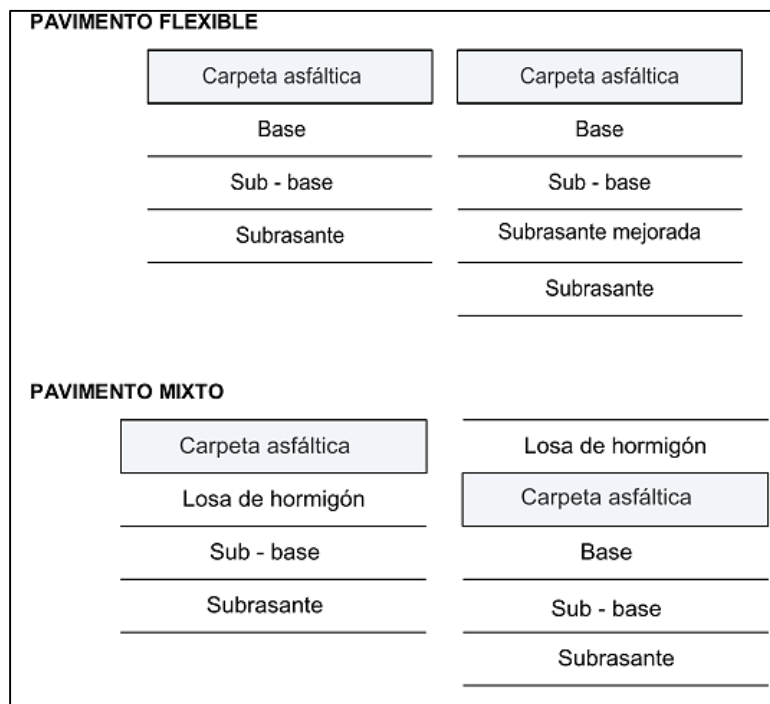 PAVIMENTO FLEXIBLE
Carpeta asfáltica
Base
Sub - base
Subrasante
Carpeta asfáltica
Base
Sub - base
Subrasante mejorada
Subrasante
PAVIMENTO MIXTO
Carpeta asfáltica
Losa de hormigón
Sub - base
Subrasante
Losa de hormigón
Carpeta asfáltica
Base
Sub - base
Subrasante